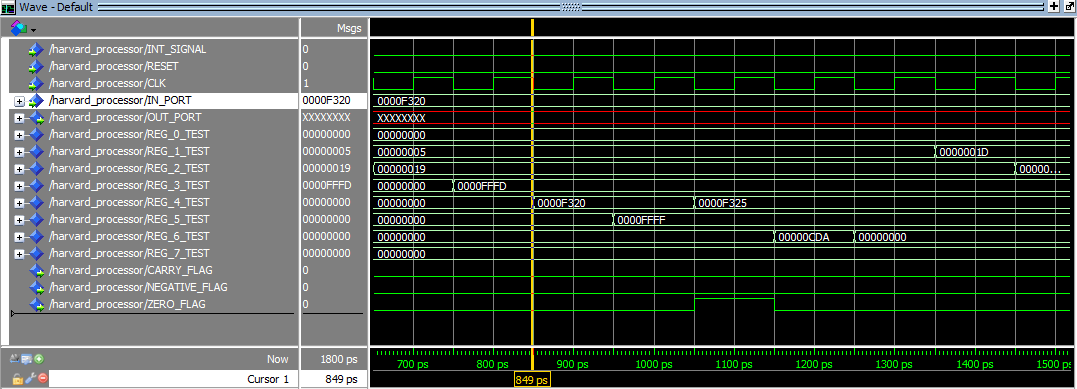 Wave - Default
Msgs
/harvard_processor/INT_SIGNAL 0
/harvard_processor/RESET 0
/harvard_processor/CLK 1
/harvard_processor/IN_PORT 0000F320 0000F320
/harvard_processor/OUT_PORT XXXXXXXX XXXXXXXX
/harvard_processor/REG_0_TEST 00000000 00000000
/harvard_processor/REG_1_TEST 00000005 00000005 0000001D
/harvard_processor/REG_2_TEST 00000019 00000019 00000...
/harvard_processor/REG_3_TEST 0000FFFD 00000000 0000FFFD
/harvard_processor/REG_4_TEST 00000000 00000000 0000F320 0000F325
/harvard_processor/REG_5_TEST 00000000 00000000 0000FFFF
/harvard_processor/REG_6_TEST 00000000 00000000 00000CDA 00000000
/harvard_processor/REG_7_TEST 00000000 00000000
/harvard_processor/CARRY_FLAG 0
/harvard_processor/NEGATIVE_FLAG 0
/harvard_processor/ZERO_FLAG 0
Now 1800 ps 700 ps 800 ps 900 ps 1000 ps 1100 ps 1200 ps 1300 ps 1400 ps 1500 ps
Cursor 1 849 ps 849 ps